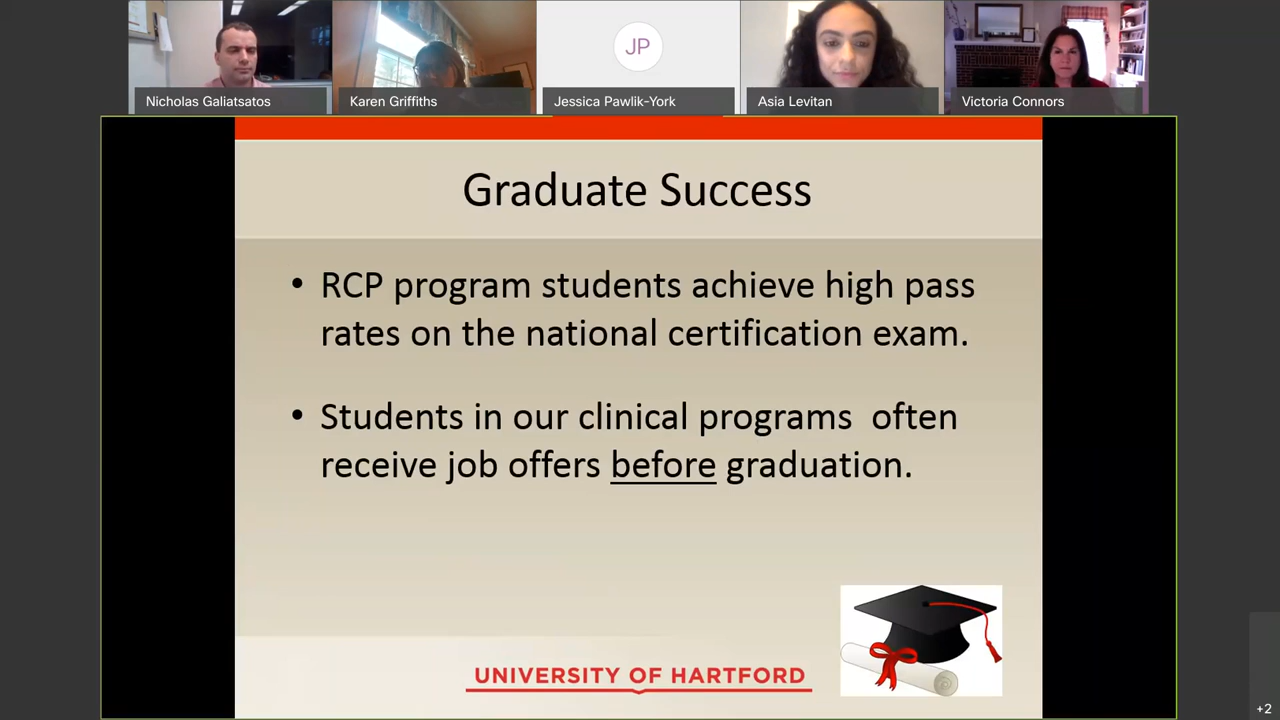 JP
Nicholas Galiatsatos
Karen Griffiths
Jessica Pawlik-York
Asia Levitan
Victoria Connors
Graduate Success
• RCP program students achieve high pass
rates on the national certification exam.
• Students in our clinical programs often
receive job offers before graduation.
UNIVERSITY OF HARTFORD
+2